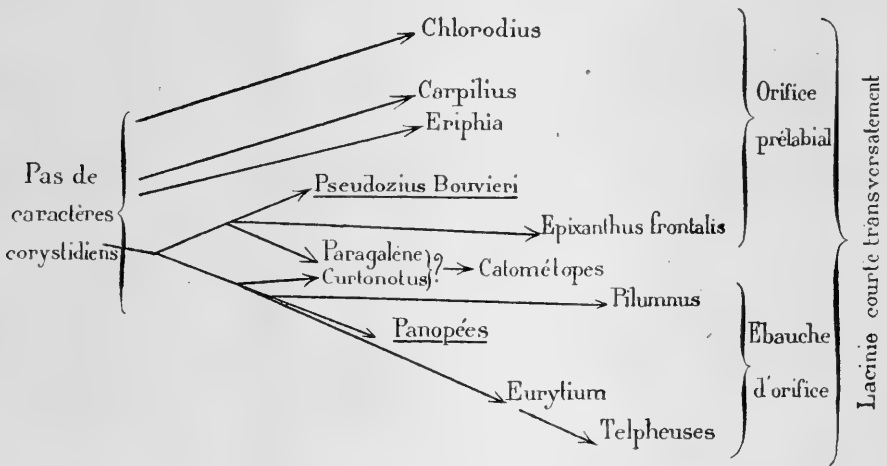 Chlorodius
Carpilius
Eriphia
Pas de
caractères
corystidiens
Pseudozius Bouvieri
Epixanthus frontalis
Paragalène
Curtonotus
?
Catométopes
Pilumnus
Panopées
Eurytium
Telpheuses
Orifice
prélabial
Ebauche
d'orifice
Lacinie courte transversalement